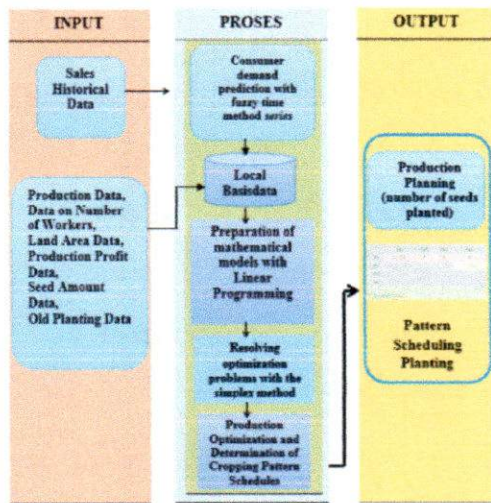 INPUT
Sales
Historical
Data
Production Data,
Data on Number
of Workers,
Land Area Data,
Production Profit
Data,
Seed Amount
Data,
Old Planting Data
PROSES
Consumer
demand
prediction with
fuzzy time
method series
Local
Basisdata
Preparation of
mathematical
models with
Linear
Programming
Resolving
optimization
problems with the
simplex method
Production
Optimization and
Determination of
Cropping Pattern
Schedules
OUTPUT
Production
Planning
(number of seeds
planted)
Pattern
Scheduling
Planting